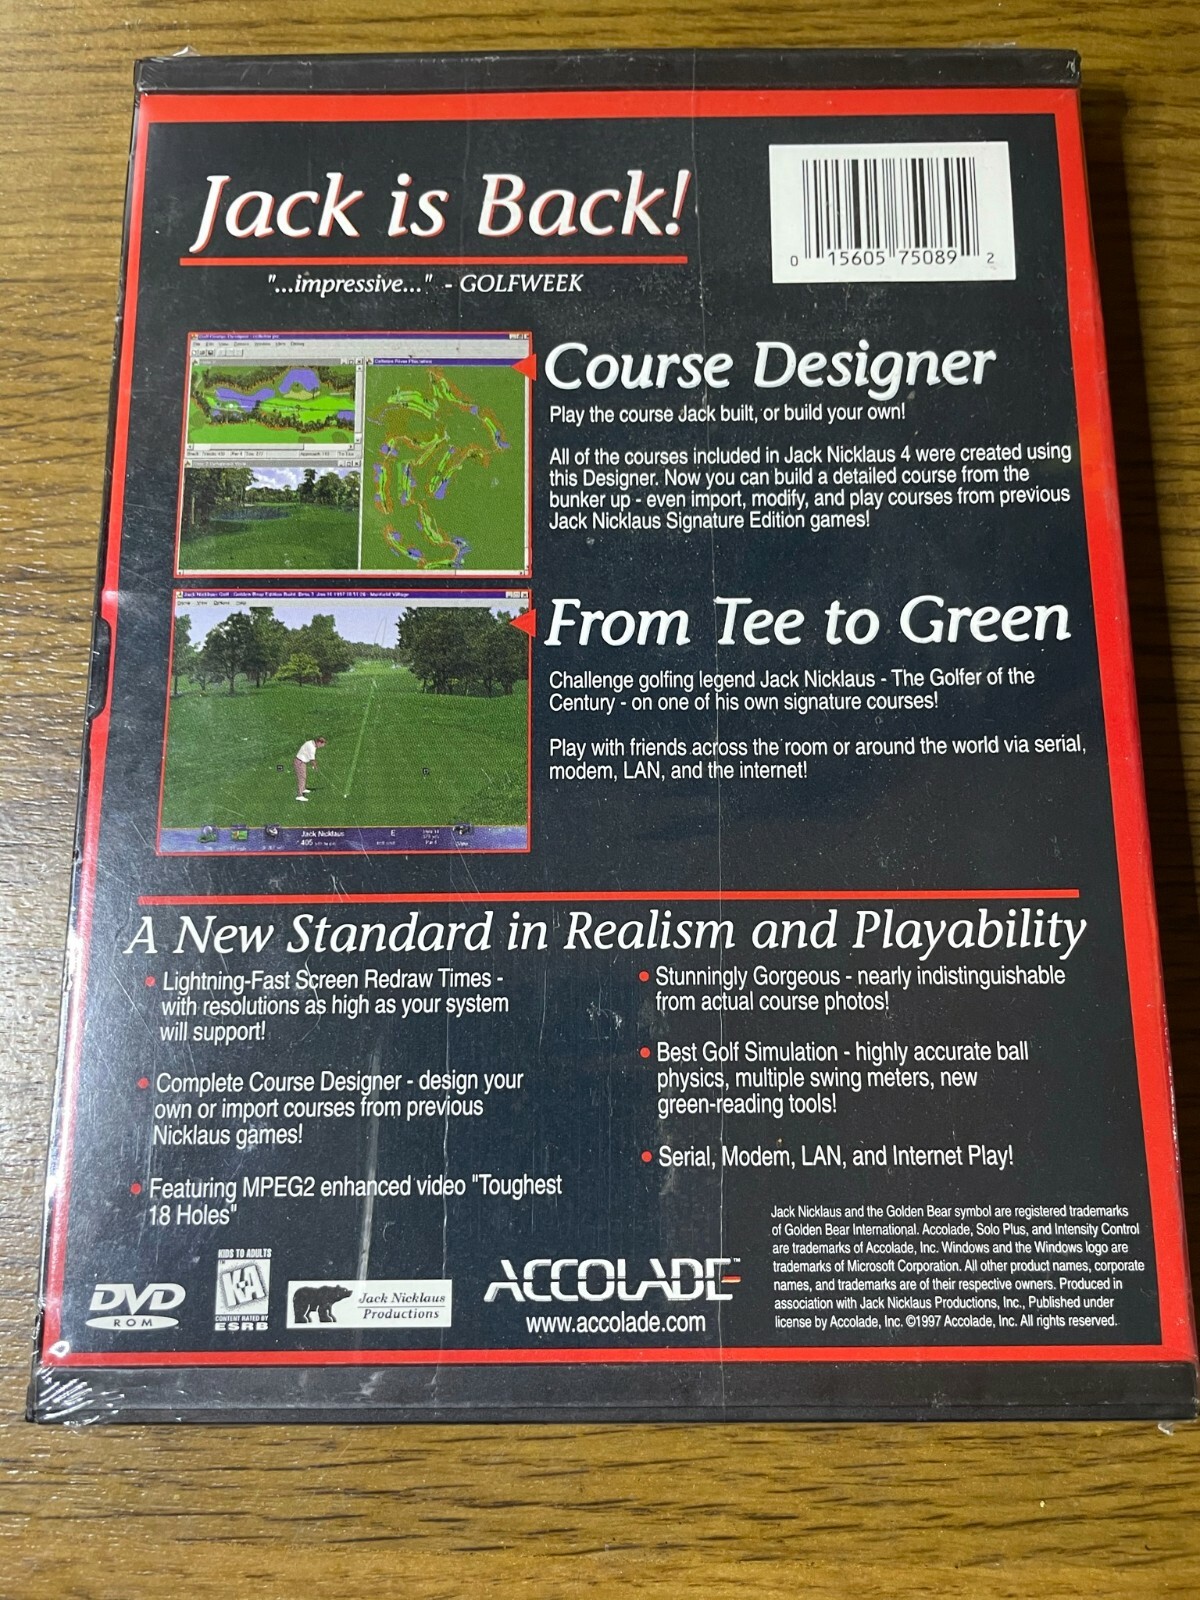 Jack is Back!
"...impressive..." - GOLFWEEK
0 15605 75089 2
Course Designer
Play the course Jack built, or build your own!
All of the courses included in Jack Nicklaus 4 were created using
this Designer. Now you can build a detailed course from the
bunker up - even import, modify, and play courses from previous
Jack Nicklaus Signature Edition games!
From Tee to Green
Challenge golfing legend Jack Nicklaus - The Golfer of the
Century - on one of his own signature courses!
Play with friends across the room or around the world via serial,
modem, LAN, and the internet!
Jack Nicklaus
405
E
A New Standard in Realism and Playability
• Lightning-Fast Screen Redraw Times -
with resolutions as high as your system
will support!
• Complete Course Designer - design your
own or import courses from previous
Nicklaus games!
• Featuring MPEG2 enhanced video "Toughest
18 Holes"
• Stunningly Gorgeous - nearly indistinguishable
from actual course photos!
• Best Golf Simulation - highly accurate ball
physics, multiple swing meters, new
green-reading tools!
• Serial, Modem, LAN, and Internet Play!
DVD
ROM
KIDS TO ADULTS
K-A
CONTENT RATED BY
ESRB
Jack Nicklaus
Productions
ACCOLADE™
www.accolade.com
Jack Nicklaus and the Golden Bear symbol are registered trademarks
of Golden Bear International. Accolade, Solo Plus, and Intensity Control
are trademarks of Accolade, Inc. Windows and the Windows logo are
trademarks of Microsoft Corporation. All other product names, corporate
names, and trademarks are of their respective owners. Produced in
association with Jack Nicklaus Productions, Inc., Published under
license by Accolade, Inc. ©1997 Accolade, Inc. All rights reserved.